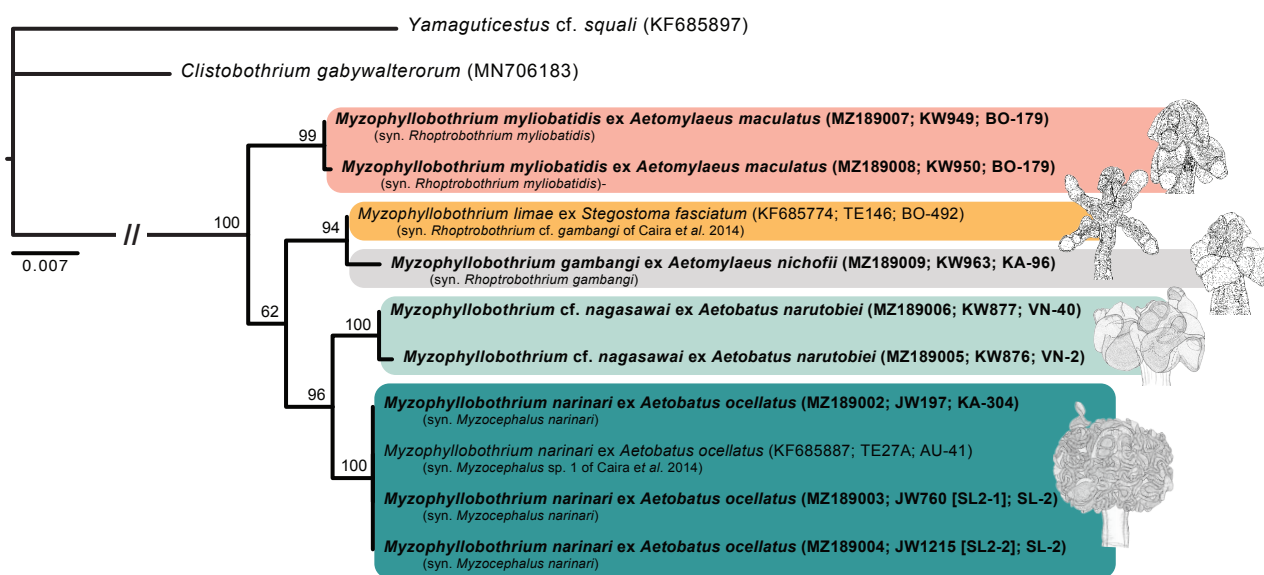 Yamaguticestus cf. squali (KF685897)
Clistobothrium gabywalterorum (MN706183)
Myzophyllobothrium myliobatidis ex Aetomylaeus maculatus (MZ189007; KW949; BO-179)
(syn. Rhoptrobothrium myliobatidis)
99
Myzophyllobothrium myliobatidis ex Aetomylaeus maculatus (MZ189008; KW950; BO-179)
(syn. Rhoptrobothrium myliobatidis)-
Myzophyllobothrium limae ex Stegostoma fasciatum (KF685774; TE146; BO-492)
(syn. Rhoptrobothrium cf. gambangi of Caira et al. 2014)
100
//
94
0.007
Myzophyllobothrium gambangi ex Aetomylaeus nichofii (MZ189009; KW963; KA-96)
(syn. Rhoptrobothrium gambangi)
62
Myzophyllobothrium cf. nagasawai ex Aetobatus narutobiei (MZ189006; KW877; VN-40)
100
Myzophyllobothrium cf. nagasawai ex Aetobatus narutobiei (MZ189005; KW876; VN-2)
96
Myzophyllobothrium narinari ex Aetobatus ocellatus (MZ189002; JW197; KA-304)
(syn. Myzocephalus narinari)
Myzophyllobothrium narinari ex Aetobatus ocellatus (KF685887; TE27A; AU-41)
(syn. Myzocephalus sp. 1 of Caira et al. 2014)
100
Myzophyllobothrium narinari ex Aetobatus ocellatus (MZ189003; JW760 [SL2-1]; SL-2)
(syn. Myzocephalus narinari)
Myzophyllobothrium narinari ex Aetobatus ocellatus (MZ189004; JW1215 [SL2-2]; SL-2)
(syn. Myzocephalus narinari)